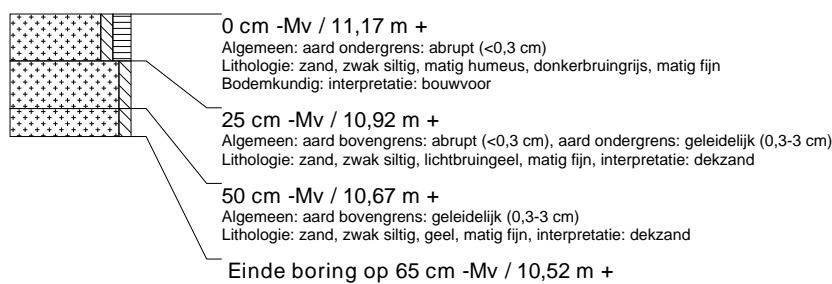 0 cm -Mv / 11,17 m +
Algemeen: aard ondergrens: abrupt (<0,3 cm)
Lithologie: zand, zwak siltig, matig humeus, donkerbruingrijs, matig fijn
Bodemkundig: interpretatie: bouwvoor
25 cm -Mv / 10,92 m +
Algemeen: aard bovengrens: abrupt (<0,3 cm), aard ondergrens: geleidelijk (0,3-3 cm)
Lithologie: zand, zwak siltig, lichtbruingeel, matig fijn, interpretatie: dekzand
50 cm -Mv / 10,67 m +
Algemeen: aard bovengrens: geleidelijk (0,3-3 cm)
Lithologie: zand, zwak siltig, geel, matig fijn, interpretatie: dekzand
Einde boring op 65 cm -Mv / 10,52 m +